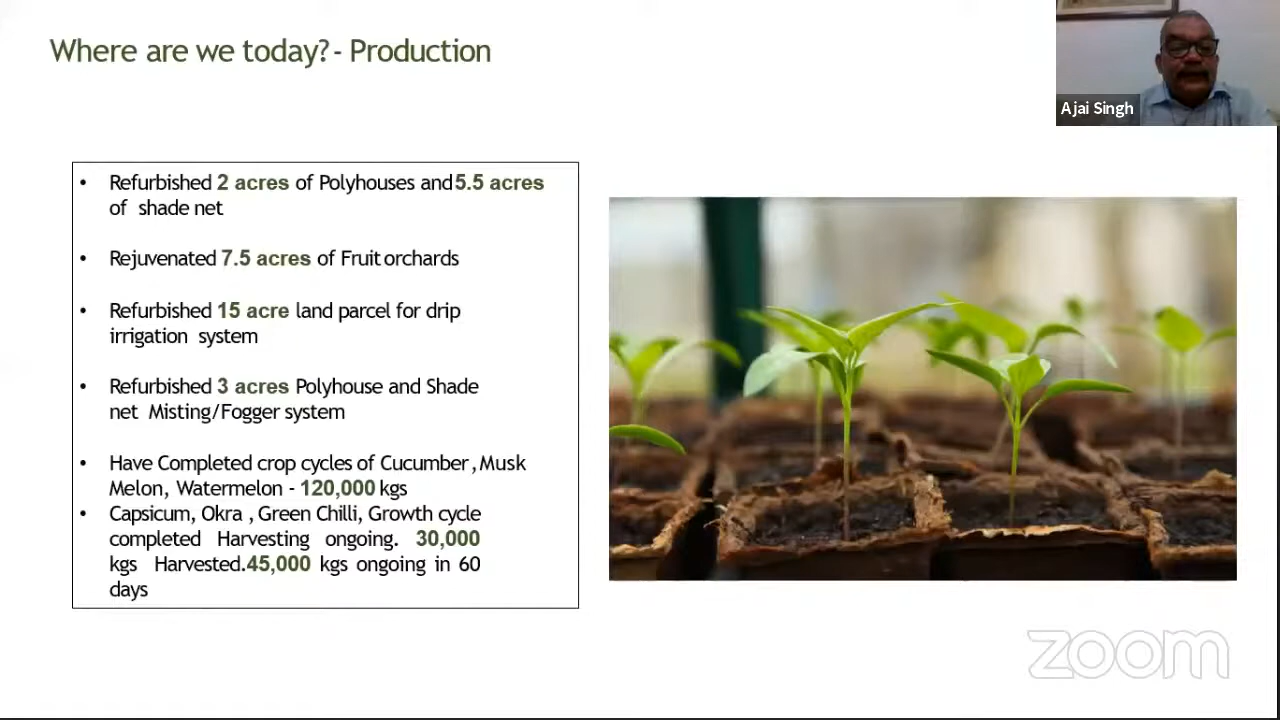 Where are we today? - Production
Ajai Singh
• Refurbished 2 acres of Polyhouses and 5.5 acres
of shade net
• Rejuvenated 7.5 acres of Fruit orchards
• Refurbished 15 acre land parcel for drip
irrigation system
• Refurbished 3 acres Polyhouse and Shade
net Misting/Fogger system
• Have Completed crop cycles of Cucumber, Musk
Melon, Watermelon - 120,000 kgs
• Capsicum, Okra , Green Chilli, Growth cycle
completed Harvesting ongoing. 30,000
kgs Harvested.45,000 kgs ongoing in 60
days
zoom